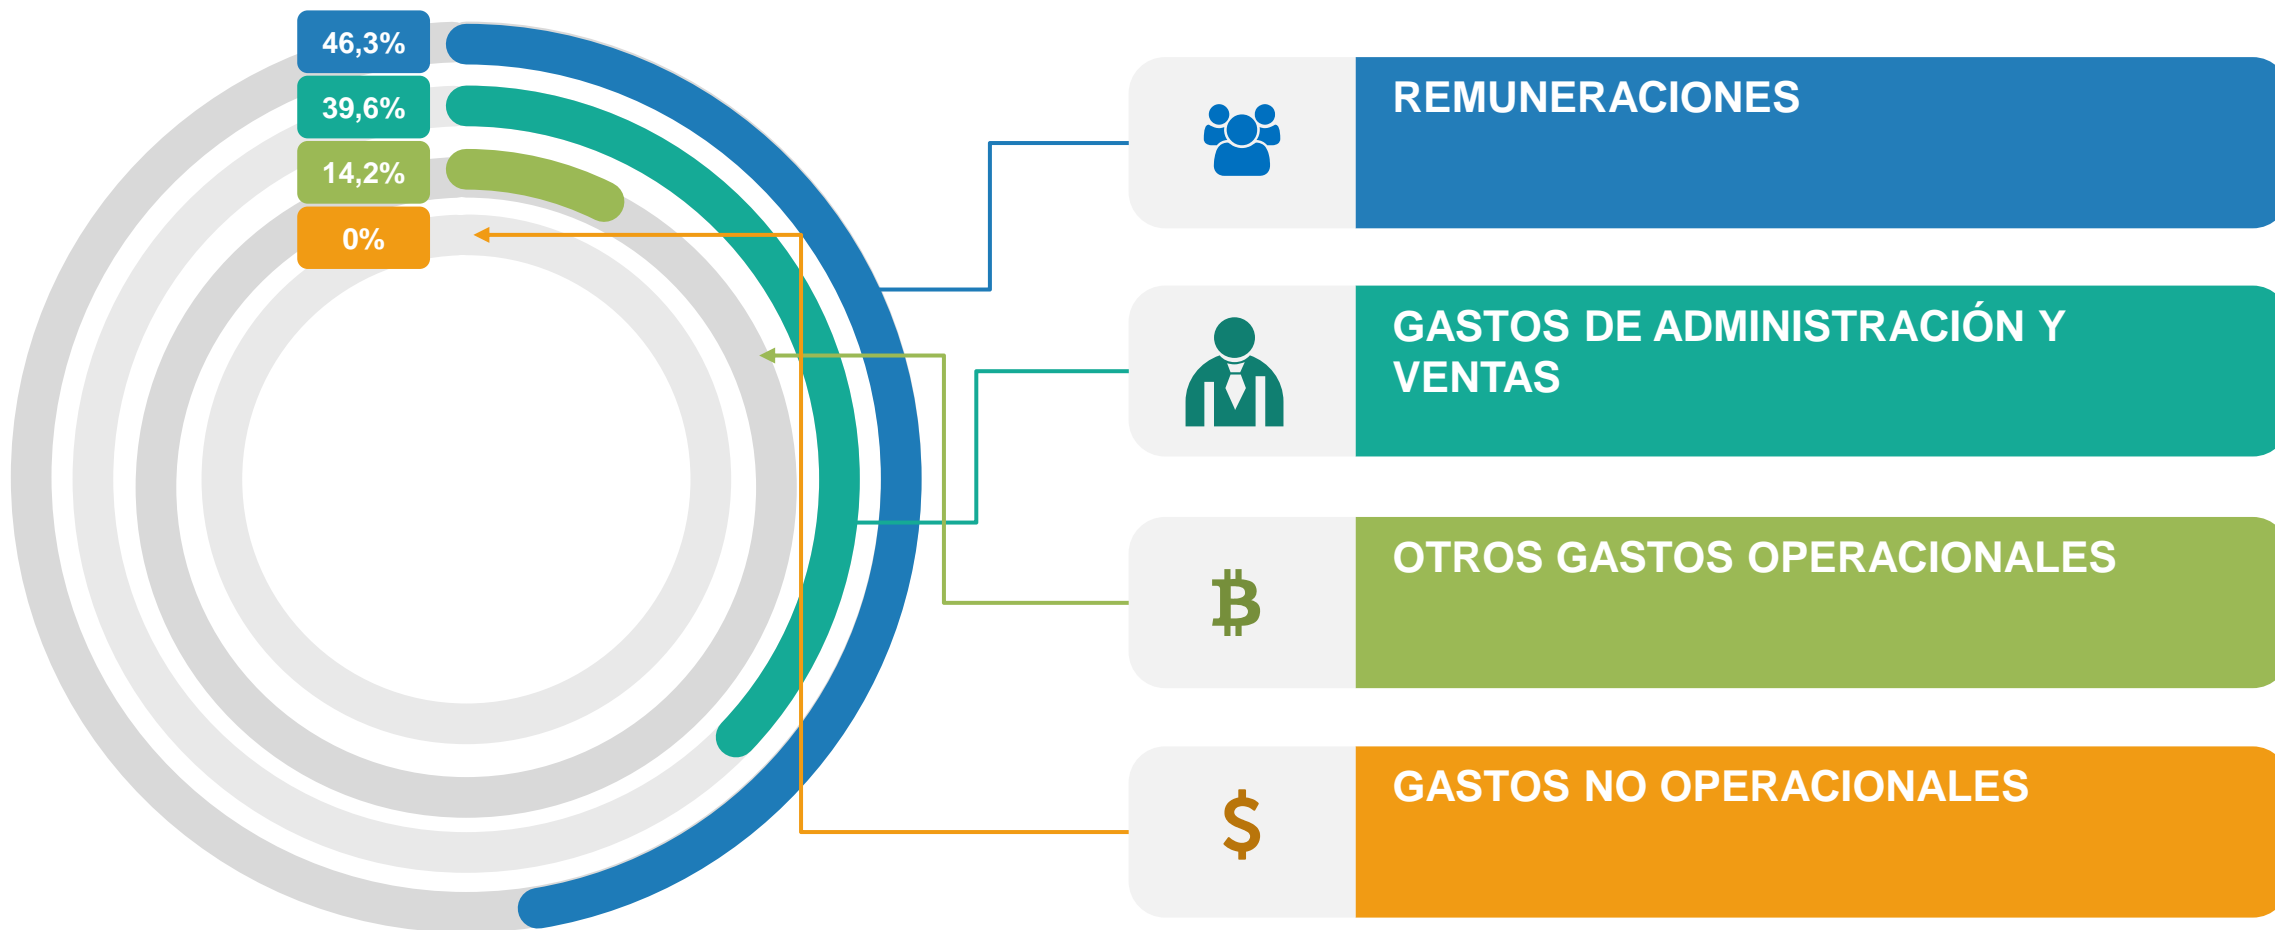 46,3%
39,6%
14,2%
0%
REMUNERACIONES
GASTOS DE ADMINISTRACIÓN Y
VENTAS
OTROS GASTOS OPERACIONALES
GASTOS NO OPERACIONALES